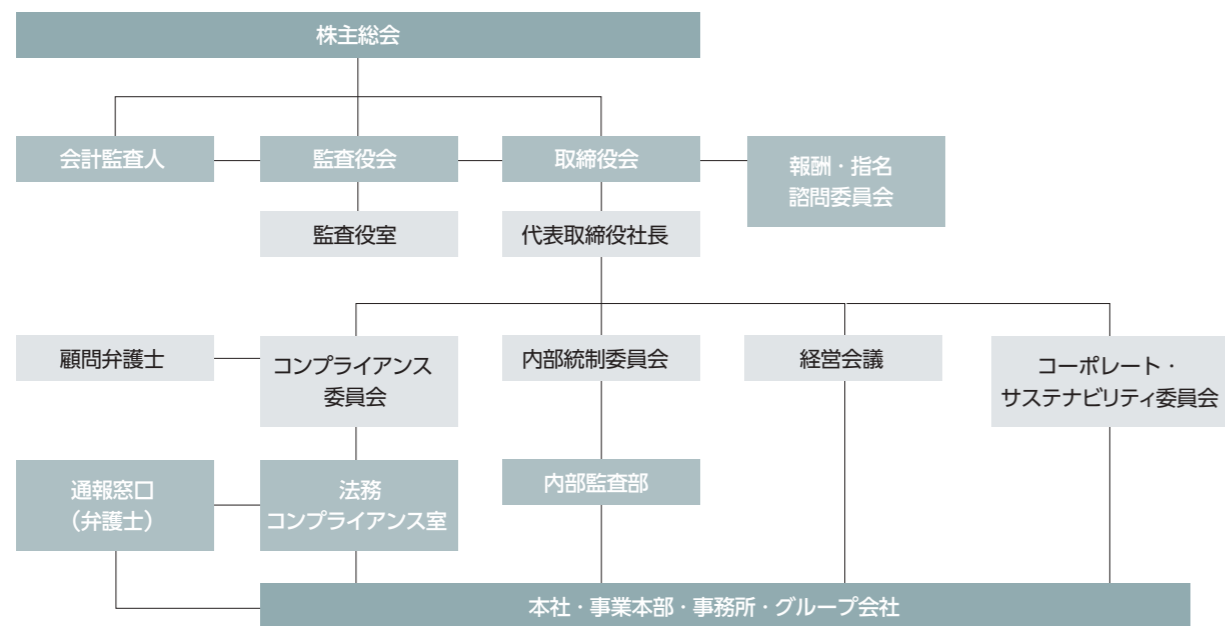 株主総会
会計監査人
監査役会
取締役会
報酬・指名
諮問委員会
監査役室
代表取締役社長
顧問弁護士
コンプライアンス
委員会
内部統制委員会
経営会議
コーポレート・
サステナビリティ委員会
通報窓口
（弁護士）
法務
コンプライアンス室
内部監査部
本社・事業本部・事務所・グループ会社